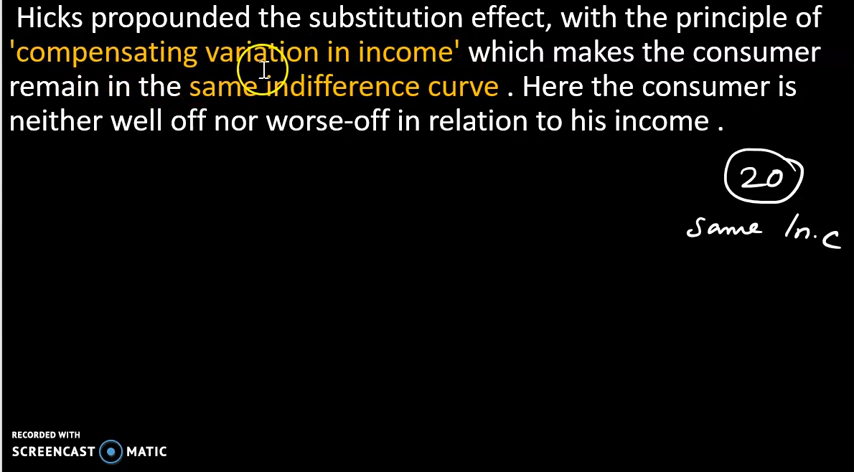 Hicks propounded the substitution effect, with the principle of
'compensating variation in income' which makes the consumer
remain in the same indifference curve . Here the consumer is
neither well off nor worse-off in relation to his income .
20
Same In.C
RECORDED WITH
SCREENCAST MATIC